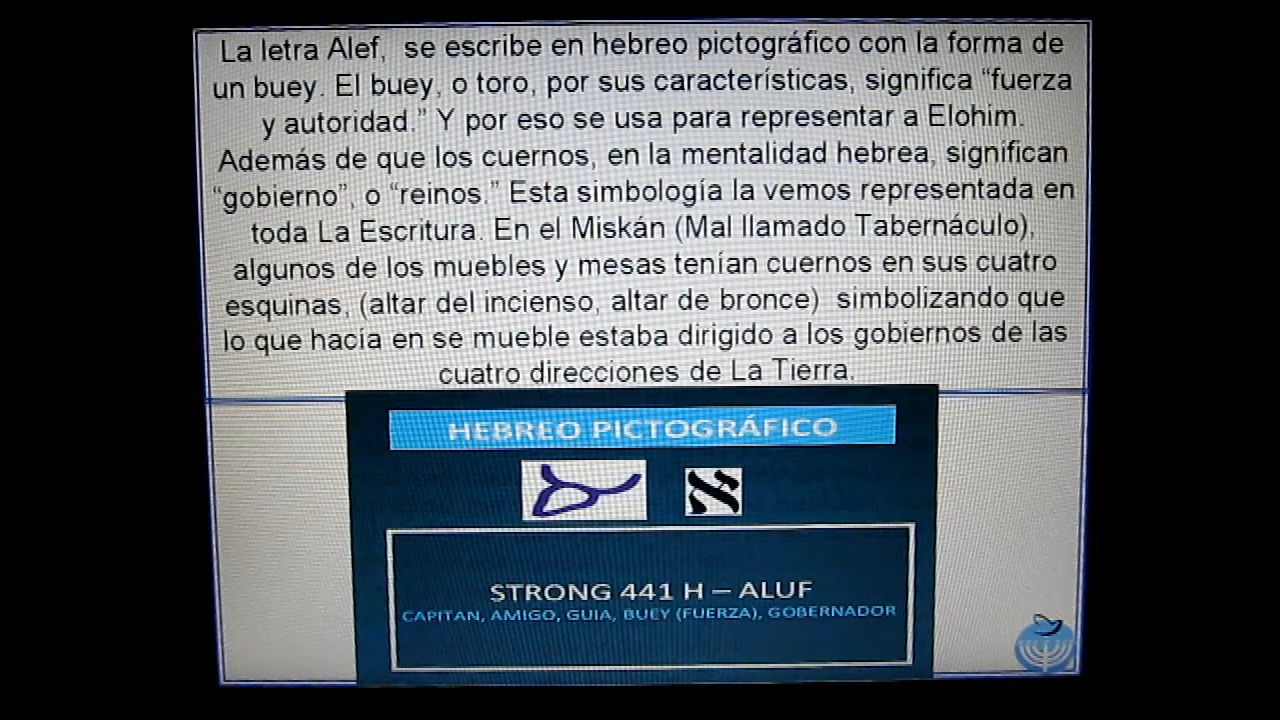 La letra Alef, se escribe en hebreo pictográfico con la forma de
un buey. El buey, o toro, por sus características, significa “fuerza
y autoridad.” Y por eso se usa para representar a Elohim.
Además de que los cuernos, en la mentalidad hebrea, significan
“gobierno”, o “reinos.” Esta simbología la vemos representada en
toda La Escritura. En el Miskán (Mal llamado Tabernáculo),
algunos de los muebles y mesas tenían cuernos en sus cuatro
esquinas, (altar del incienso, altar de bronce) simbolizando que
lo que hacía en se mueble estaba dirigido a los gobiernos de las
cuatro direcciones de La Tierra.
HEBREO PICTOGRÁFICO
א
STRONG 441 H – ALUF
CAPITAN, AMIGO, GUIA, BUEY (FUERZA), GOBERNADOR